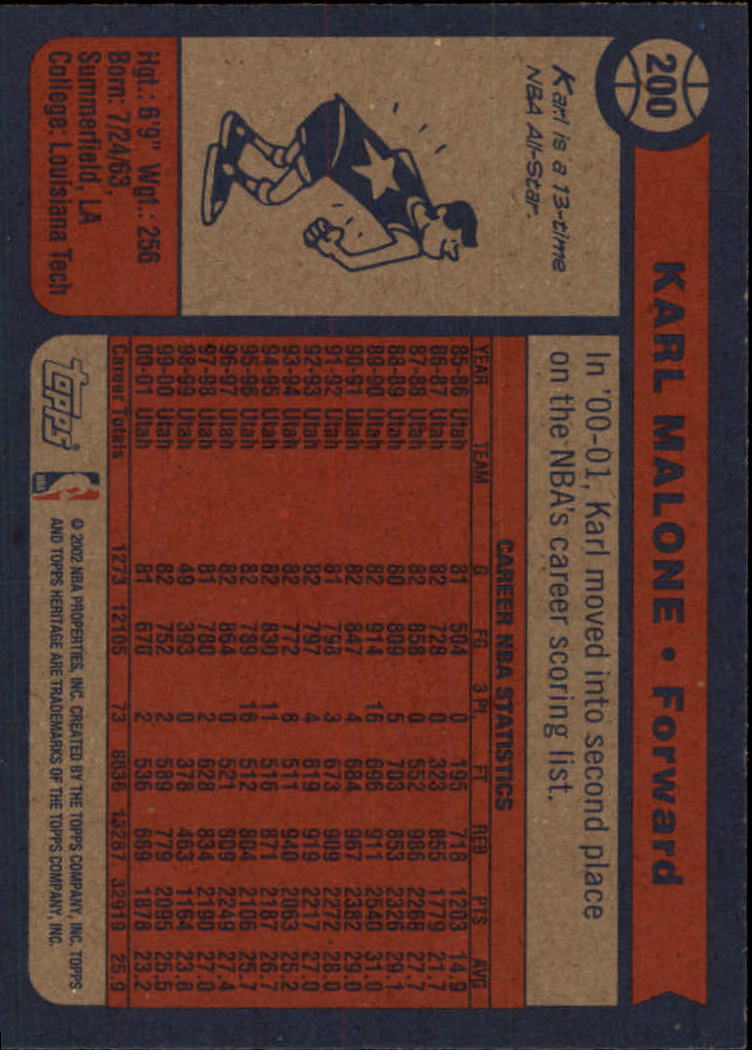 200
KARL MALONE • Forward
Karl is a 13-time
NBA All-Star.
In '00-01, Karl moved into second place
on the NBA's career scoring list.
Hgt.: 6'9" Wgt.: 256
Born: 7/24/63,
Summerfield, LA
College: Louisiana Tech
CAREER NBA STATISTICS
YEAR TEAM G FG 3 Pt. FT REB PTS AVG
85-86 Utah 81 504 0 195 718 1203 14.9
86-87 Utah 82 728 0 323 855 1779 21.7
87-88 Utah 82 858 0 552 986 2268 27.7
88-89 Utah 80 809 5 703 853 2326 29.1
89-90 Utah 82 914 16 696 911 2540 31.0
90-91 Utah 82 847 4 684 967 2382 29.0
91-92 Utah 81 798 3 673 909 2272 28.0
92-93 Utah 82 797 4 619 919 2217 27.0
93-94 Utah 82 772 8 511 940 2063 25.2
94-95 Utah 82 830 11 516 871 2187 26.7
95-96 Utah 82 789 16 512 804 2106 25.7
96-97 Utah 82 864 0 521 809 2249 27.4
97-98 Utah 81 780 2 628 834 2190 27.0
98-99 Utah 49 393 0 378 463 1164 23.8
99-00 Utah 82 752 2 589 779 2095 25.5
00-01 Utah 81 670 2 536 669 1878 23.2
Career Totals 1273 12105 73 8636 13287 32919 25.9
Topps
NBA
© 2002 NBA PROPERTIES, INC. CREATED BY THE TOPPS COMPANY, INC. TOPPS
AND TOPPS HERITAGE ARE TRADEMARKS OF THE TOPPS COMPANY, INC.